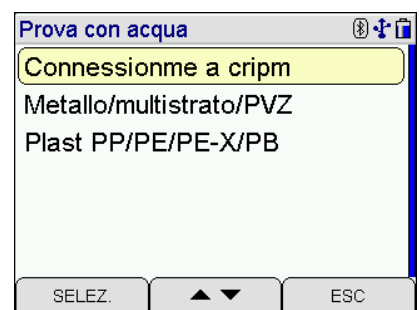 Prova con acqua
Connessionme a cripm
Metallo/multistrato/PVZ
Plast PP/PE/PE-X/PB
SELEZ. ESC